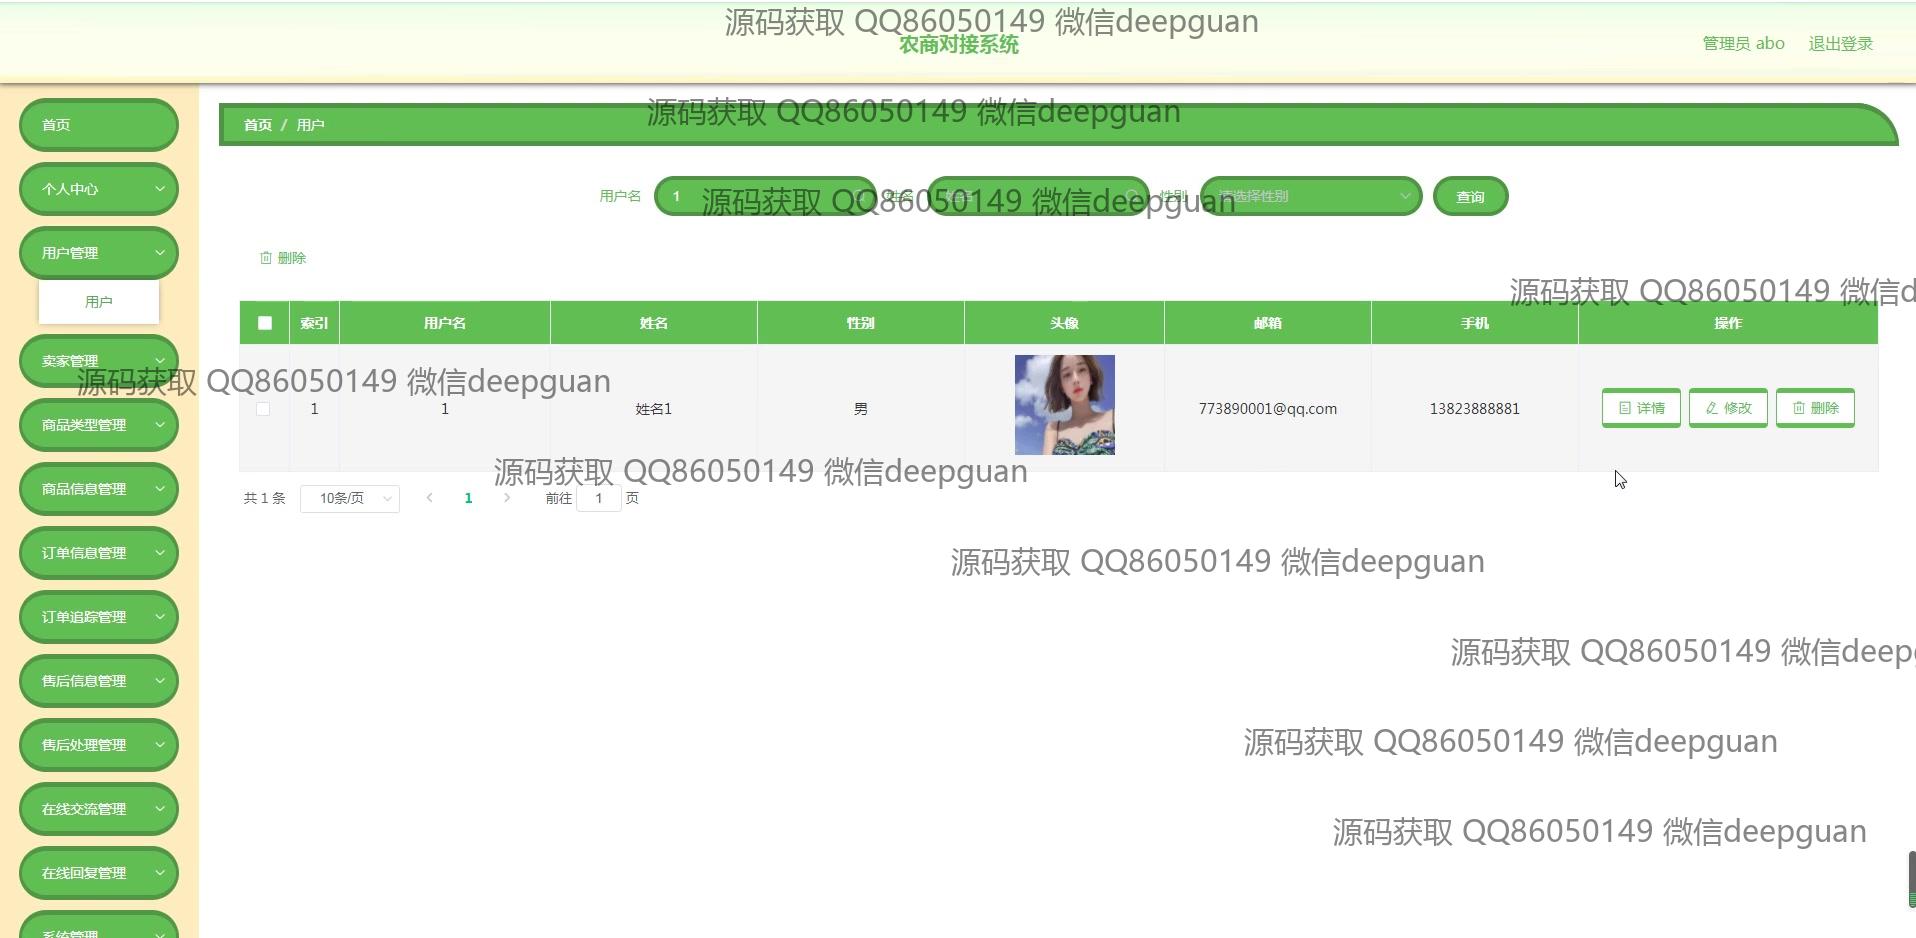 源码获取 QQ86050149 微信deepguan
农商对接系统
管理员 abo 退出登录
首页
个人中心
用户管理
用户
卖家管理
商品类型管理
商品信息管理
订单信息管理
订单追踪管理
售后信息管理
售后处理管理
在线交流管理
在线回复管理
系统管理
源码获取 QQ86050149 微信deepguan
首页 / 用户
用户名 1 姓名 姓名 性别 请选择性别 查询
源码获取 QQ86050149 微信deepguan
删除
源码获取 QQ86050149 微信d
索引 用户名 姓名 性别 头像 邮箱 手机 操作
源码获取 QQ86050149 微信deepguan
1 1 姓名1 男 773890001@qq.com 13823888881 详情 修改 删除
源码获取 QQ86050149 微信deepguan
共 1 条 10条/页 1 前往 1 页
源码获取 QQ86050149 微信deepguan
源码获取 QQ86050149 微信deep
源码获取 QQ86050149 微信deepguan
源码获取 QQ86050149 微信deepguan